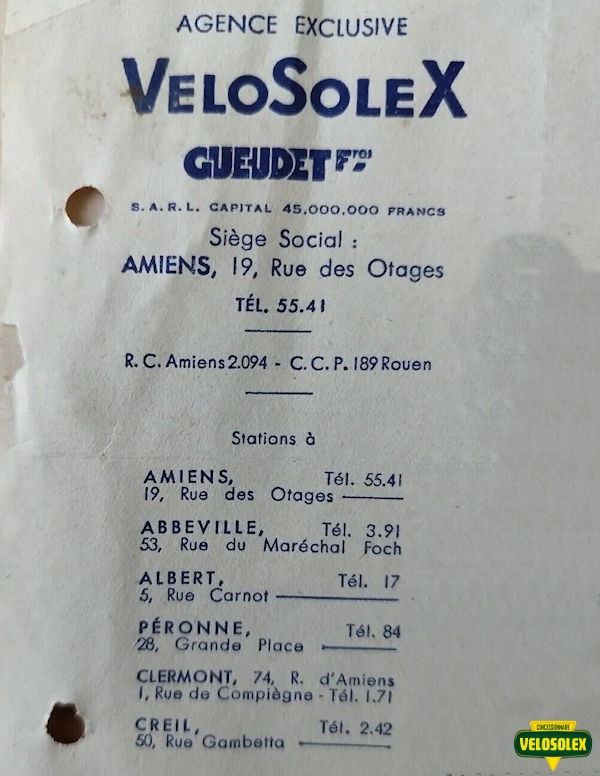 AGENCE EXCLUSIVE
VELOSOLEX
GUEUDET Fres
S.A.R.L. CAPITAL 45.000.000 FRANCS
Siège Social :
AMIENS, 19, Rue des Otages
TÉL. 55.41
R.C. Amiens 2.094 - C.C.P. 189 Rouen
Stations à
AMIENS, Tél. 55.41
19, Rue des Otages
ABBEVILLE, Tél. 3.91
53, Rue du Maréchal Foch
ALBERT, Tél. 17
5, Rue Carnot
PÉRONNE, Tél. 84
28, Grande Place
CLERMONT, 74, R. d'Amiens
1, Rue de Compiègne - Tél. 1.71
CREIL, Tél. 2.42
50, Rue Gambetta
CONCESSIONNAIRE
VELOSOLEX